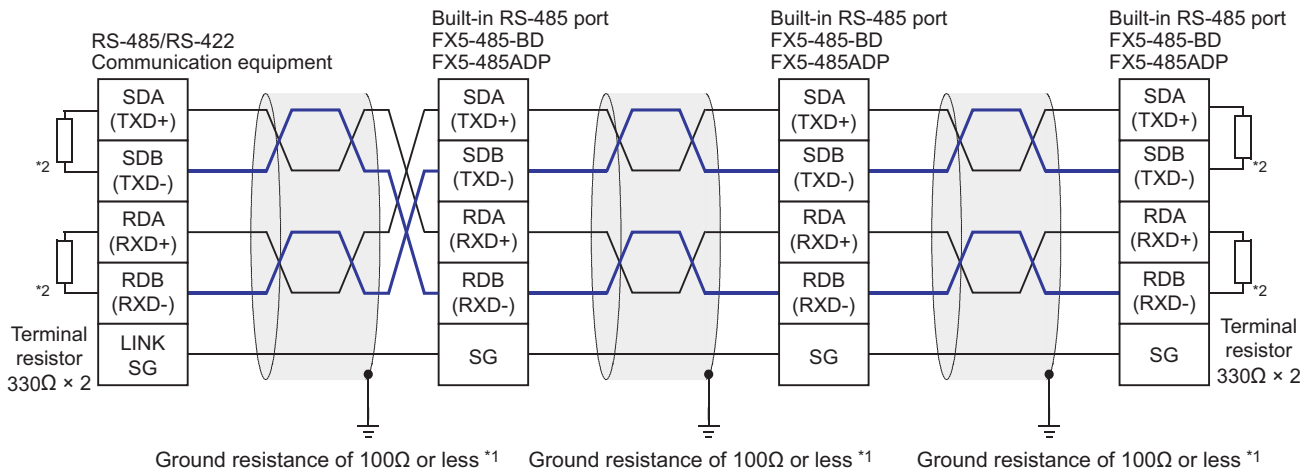 RS-485/RS-422
Communication equipment
SDA
(TXD+)
SDB
(TXD-)
RDA
(RXD+)
RDB
(RXD-)
LINK
SG
*2
*2
Terminal
resistor
330Ω × 2
Built-in RS-485 port
FX5-485-BD
FX5-485ADP
SDA
(TXD+)
SDB
(TXD-)
RDA
(RXD+)
RDB
(RXD-)
SG
Built-in RS-485 port
FX5-485-BD
FX5-485ADP
SDA
(TXD+)
SDB
(TXD-)
RDA
(RXD+)
RDB
(RXD-)
SG
Built-in RS-485 port
FX5-485-BD
FX5-485ADP
SDA
(TXD+)
SDB
(TXD-)
RDA
(RXD+)
RDB
(RXD-)
SG
*2
*2
Terminal
resistor
330Ω × 2
Ground resistance of 100Ω or less *1
Ground resistance of 100Ω or less *1
Ground resistance of 100Ω or less *1